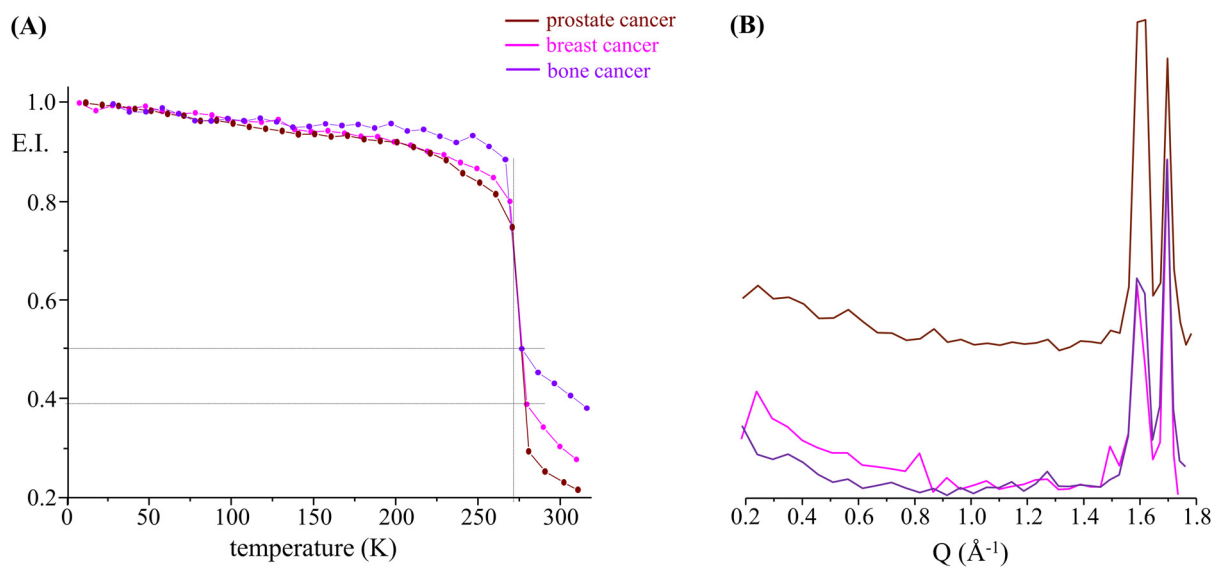 (A)
prostate cancer
breast cancer
bone cancer
(B)
1.0
E.I.
0.8
0.6
0.4
0.2
0 50 100 150 200 250 300
temperature (K)
0.2 0.4 0.6 0.8 1.0 1.2 1.4 1.6 1.8
Q (Å-1)